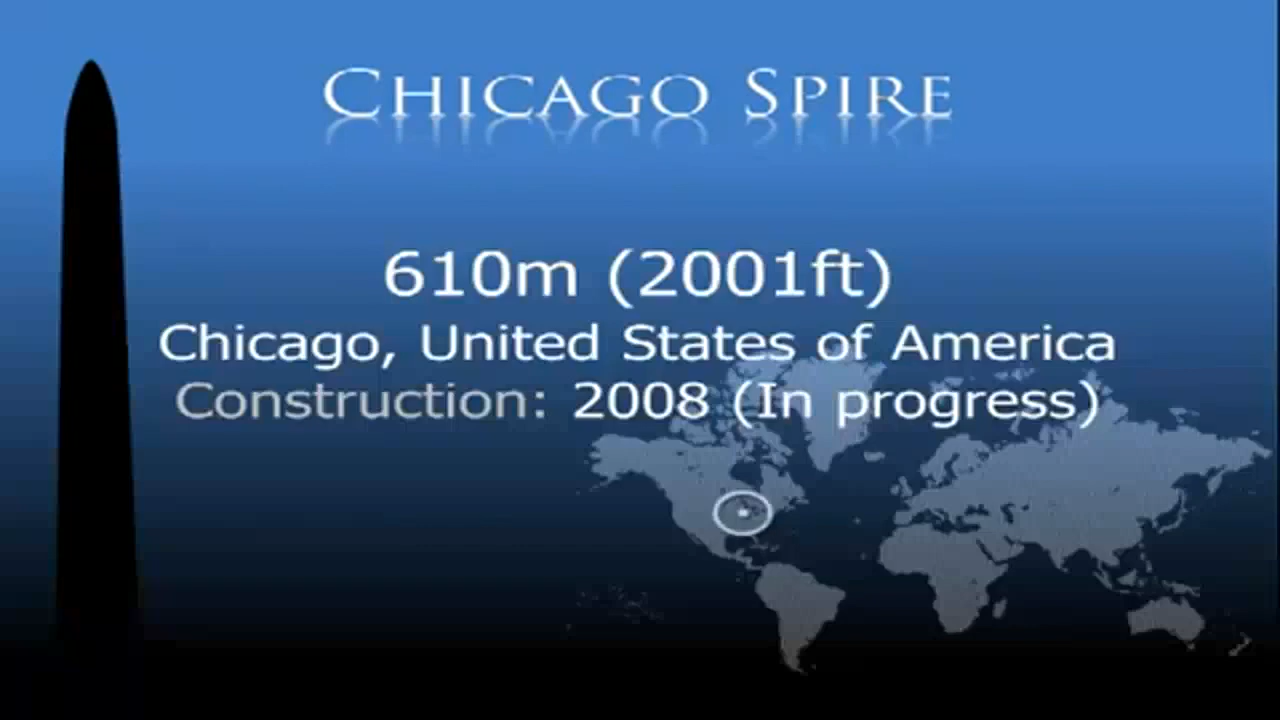 CHICAGO SPIRE
610m (2001ft)
Chicago, United States of America
Construction: 2008 (In progress)